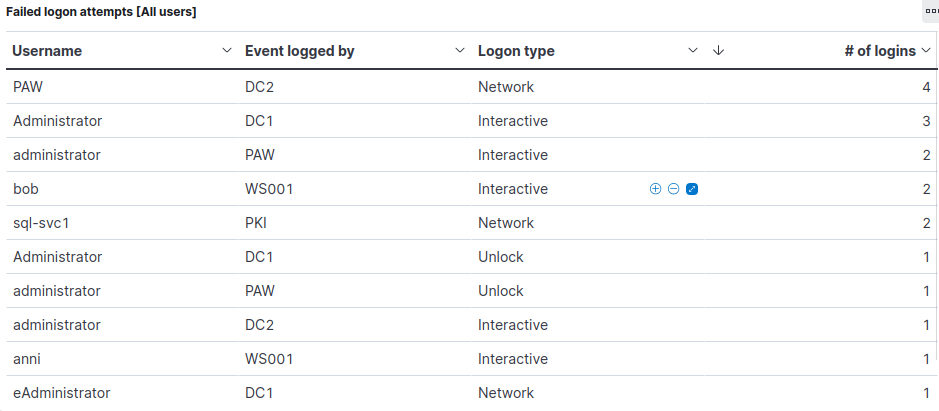 Failed logon attempts [All users]
Username Event logged by Logon type # of logins
PAW DC2 Network 4
Administrator DC1 Interactive 3
administrator PAW Interactive 2
bob WS001 Interactive 2
sql-svc1 PKI Network 2
Administrator DC1 Unlock 1
administrator PAW Unlock 1
administrator DC2 Interactive 1
anni WS001 Interactive 1
eAdministrator DC1 Network 1